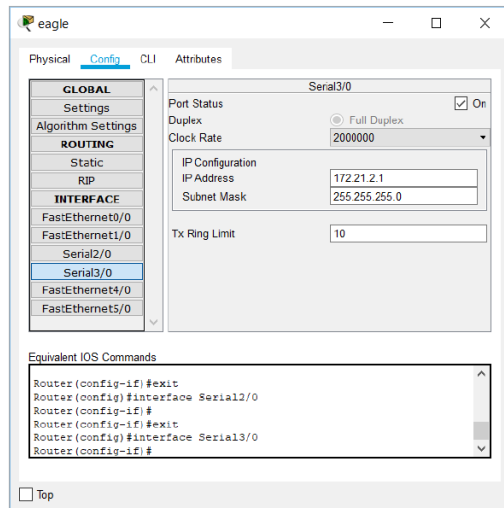 eagle
Physical Config CLI Attributes
GLOBAL
Settings
Algorithm Settings
ROUTING
Static
RIP
INTERFACE
FastEthernet0/0
FastEthernet1/0
Serial2/0
Serial3/0
FastEthernet4/0
FastEthernet5/0
Serial3/0
Port Status On
Duplex Full Duplex
Clock Rate 2000000
IP Configuration
IP Address 172.21.2.1
Subnet Mask 255.255.255.0
Tx Ring Limit 10
Equivalent IOS Commands
Router(config-if)#exit
Router(config)#interface Serial2/0
Router(config-if)#
Router(config-if)#exit
Router(config)#interface Serial3/0
Router(config-if)#
Top